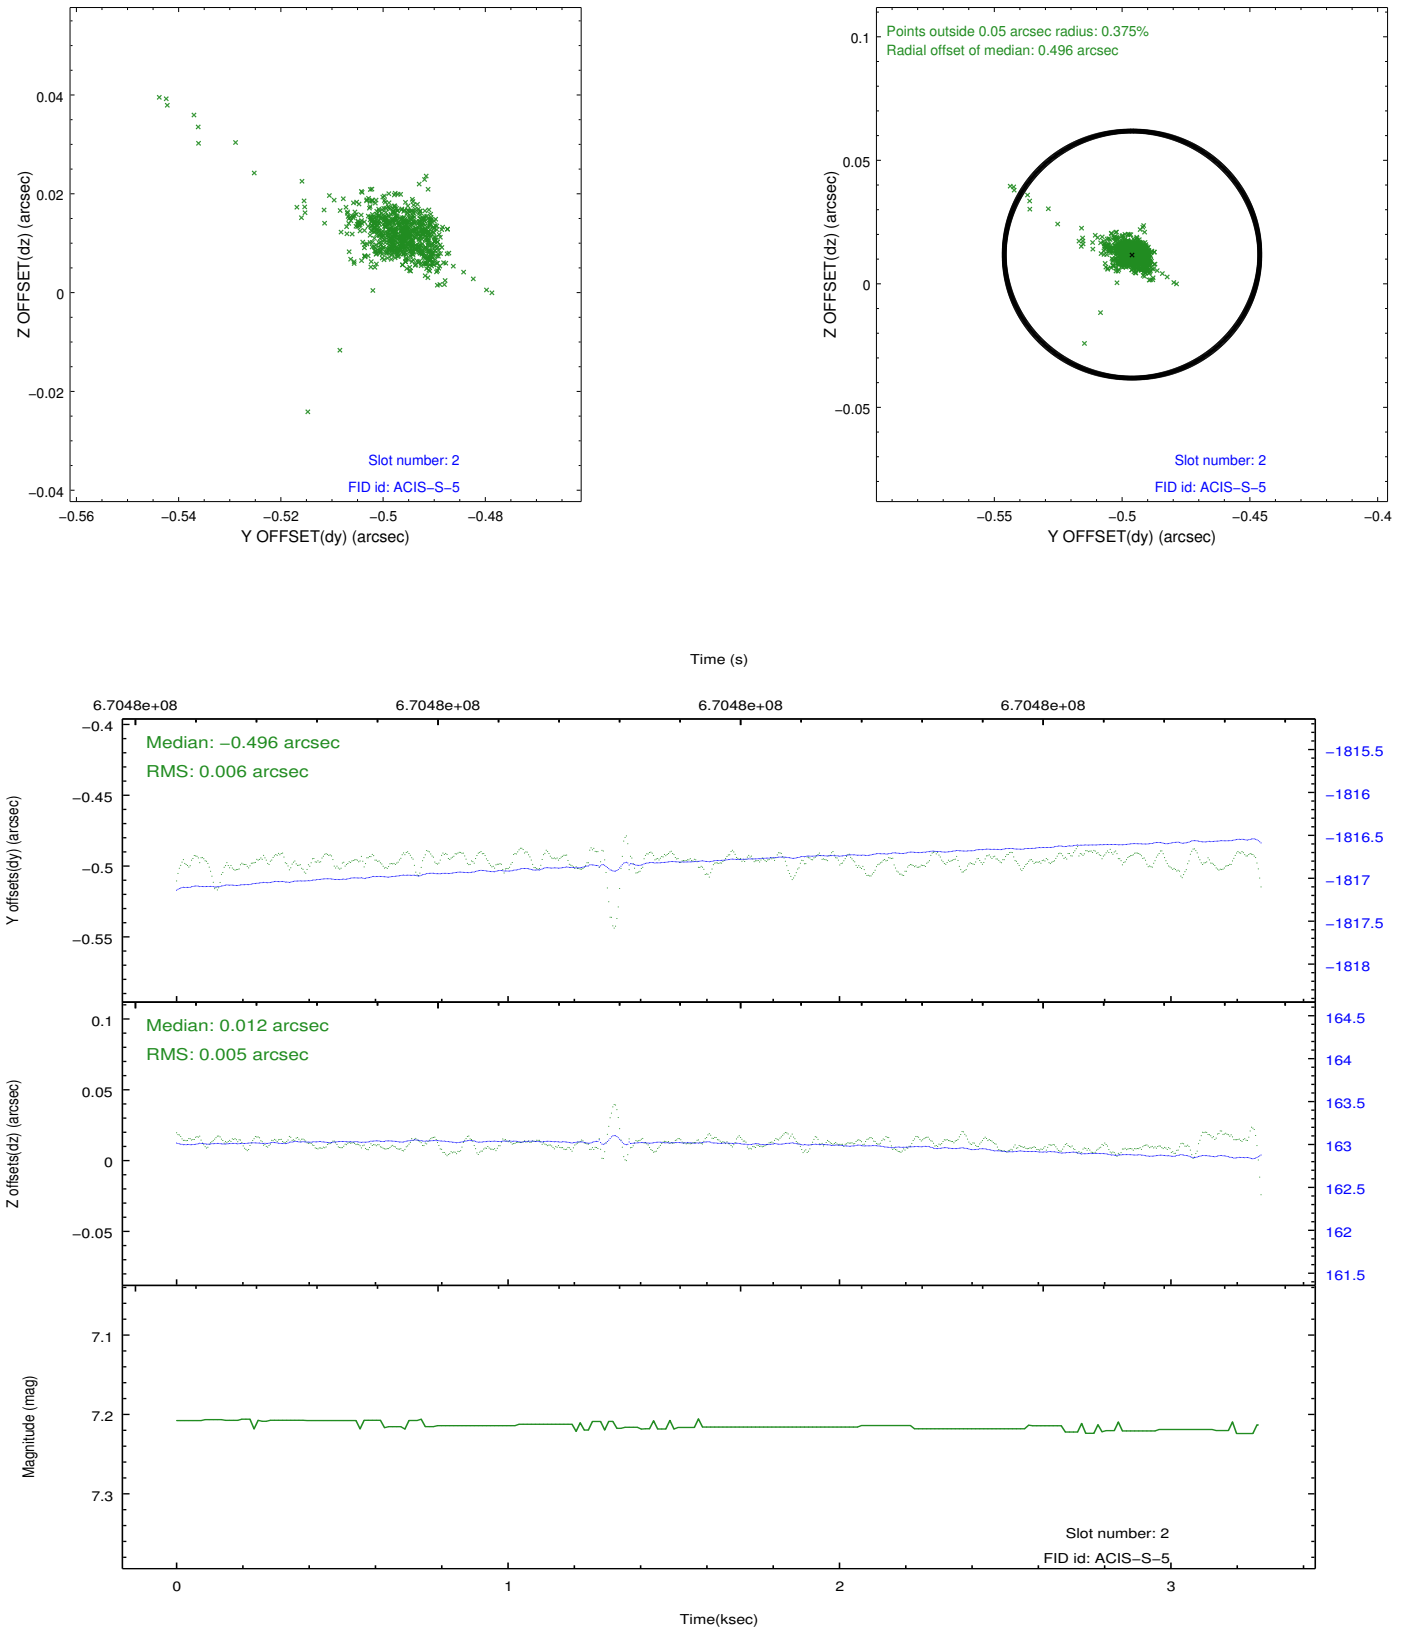 0.04
0.02
0
−0.02
−0.04
Z OFFSET(dz) (arcsec)
Slot number: 2
FID id: ACIS−S−5
−0.56
−0.54
−0.52
−0.5
−0.48
Y OFFSET(dy) (arcsec)
Points outside 0.05 arcsec radius: 0.375%
Radial offset of median: 0.496 arcsec
0.1
0.05
0
−0.05
Z OFFSET(dz) (arcsec)
Slot number: 2
FID id: ACIS−S−5
−0.55
−0.5
−0.45
−0.4
Y OFFSET(dy) (arcsec)
Time (s)
6.7048e+08
6.7048e+08
6.7048e+08
6.7048e+08
Median: −0.496 arcsec
RMS: 0.006 arcsec
−0.4
−0.45
−0.5
−0.55
Y offsets(dy) (arcsec)
−1815.5
−1816
−1816.5
−1817
−1817.5
−1818
Median: 0.012 arcsec
RMS: 0.005 arcsec
0.1
0.05
0
−0.05
Z offsets(dz) (arcsec)
164.5
164
163.5
163
162.5
162
161.5
7.1
7.2
7.3
Magnitude (mag)
Slot number: 2
FID id: ACIS−S−5
0
1
2
3
Time(ksec)